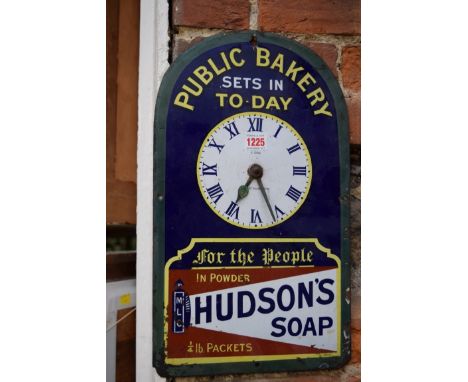 PUBLIC BAKERY
SETS IN
TO-DAY
XII
I
II
III
IIII
V
VI
VII
VIII
IX
X
XI
1225
For the People
IN POWDER
HUDSON'S
SOAP
M.L.C
¼ lb. PACKETS